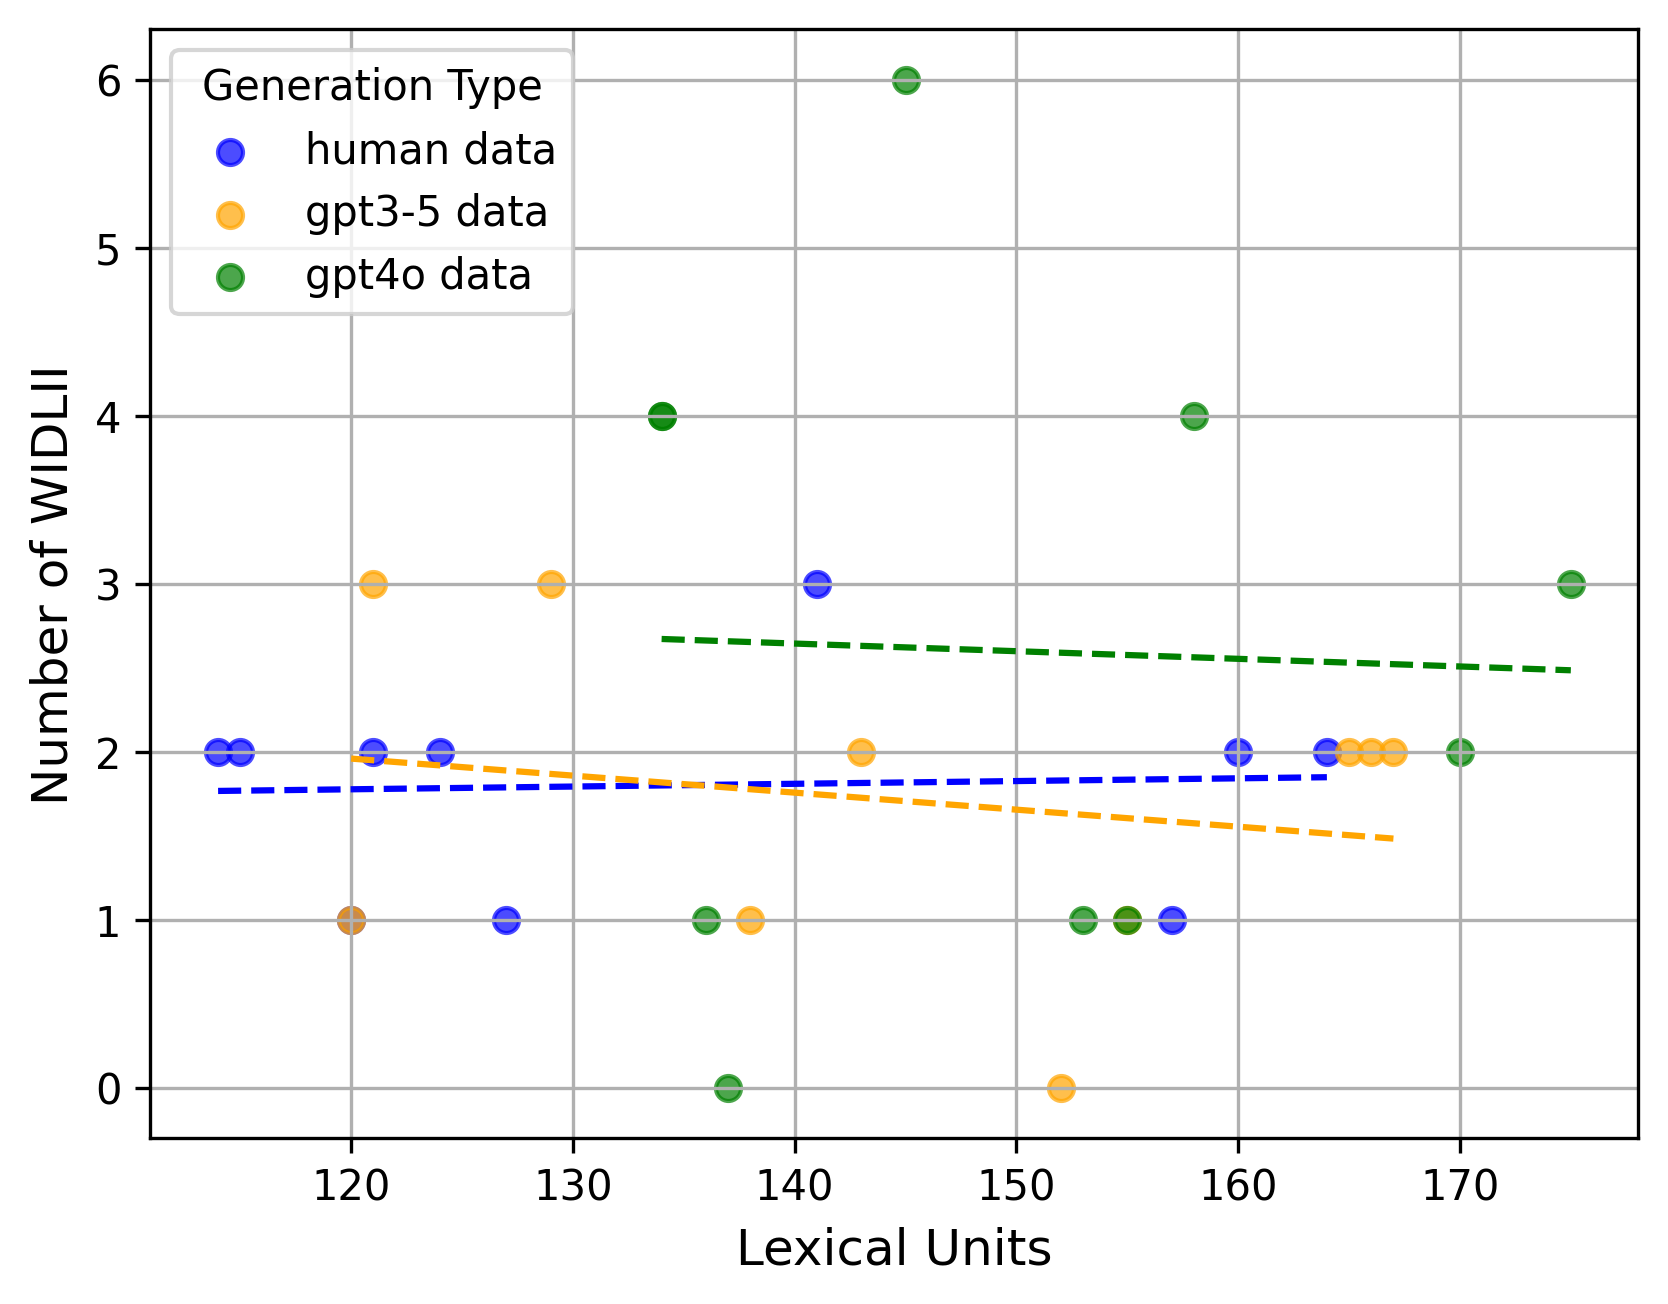 Generation Type
human data
gpt3-5 data
gpt4o data
6
5
4
3
2
1
0
Number of WIDLII
120 130 140 150 160 170
Lexical Units